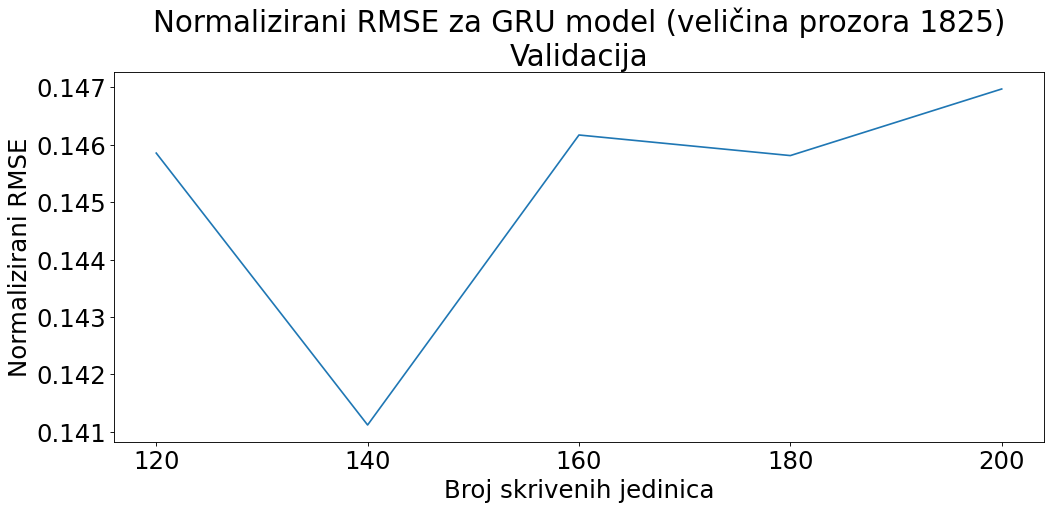 Normalizirani RMSE za GRU model (veličina prozora 1825)
Validacija
Normalizirani RMSE
0.147
0.146
0.145
0.144
0.143
0.142
0.141
120 140 160 180 200
Broj skrivenih jedinica